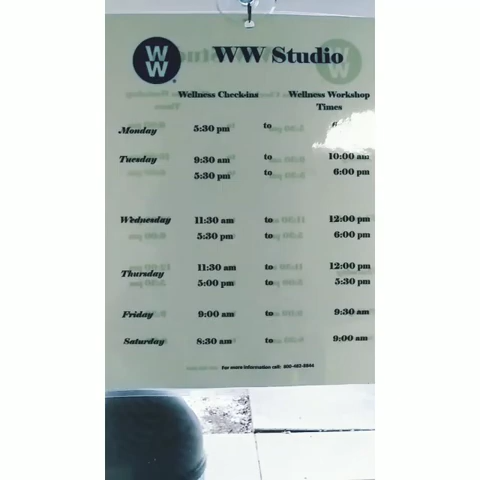 WW
WW Studio
Wellness Check-ins Wellness Workshop Times
Monday 5:30 pm to
Tuesday 9:30 am to 10:00 am
5:30 pm to 6:00 pm
Wednesday 11:30 am to 12:00 pm
5:30 pm to 6:00 pm
Thursday 11:30 am to 12:00 pm
5:00 pm to 5:30 pm
Friday 9:00 am to 9:30 am
Saturday 8:30 am to 9:00 am
For more information call: